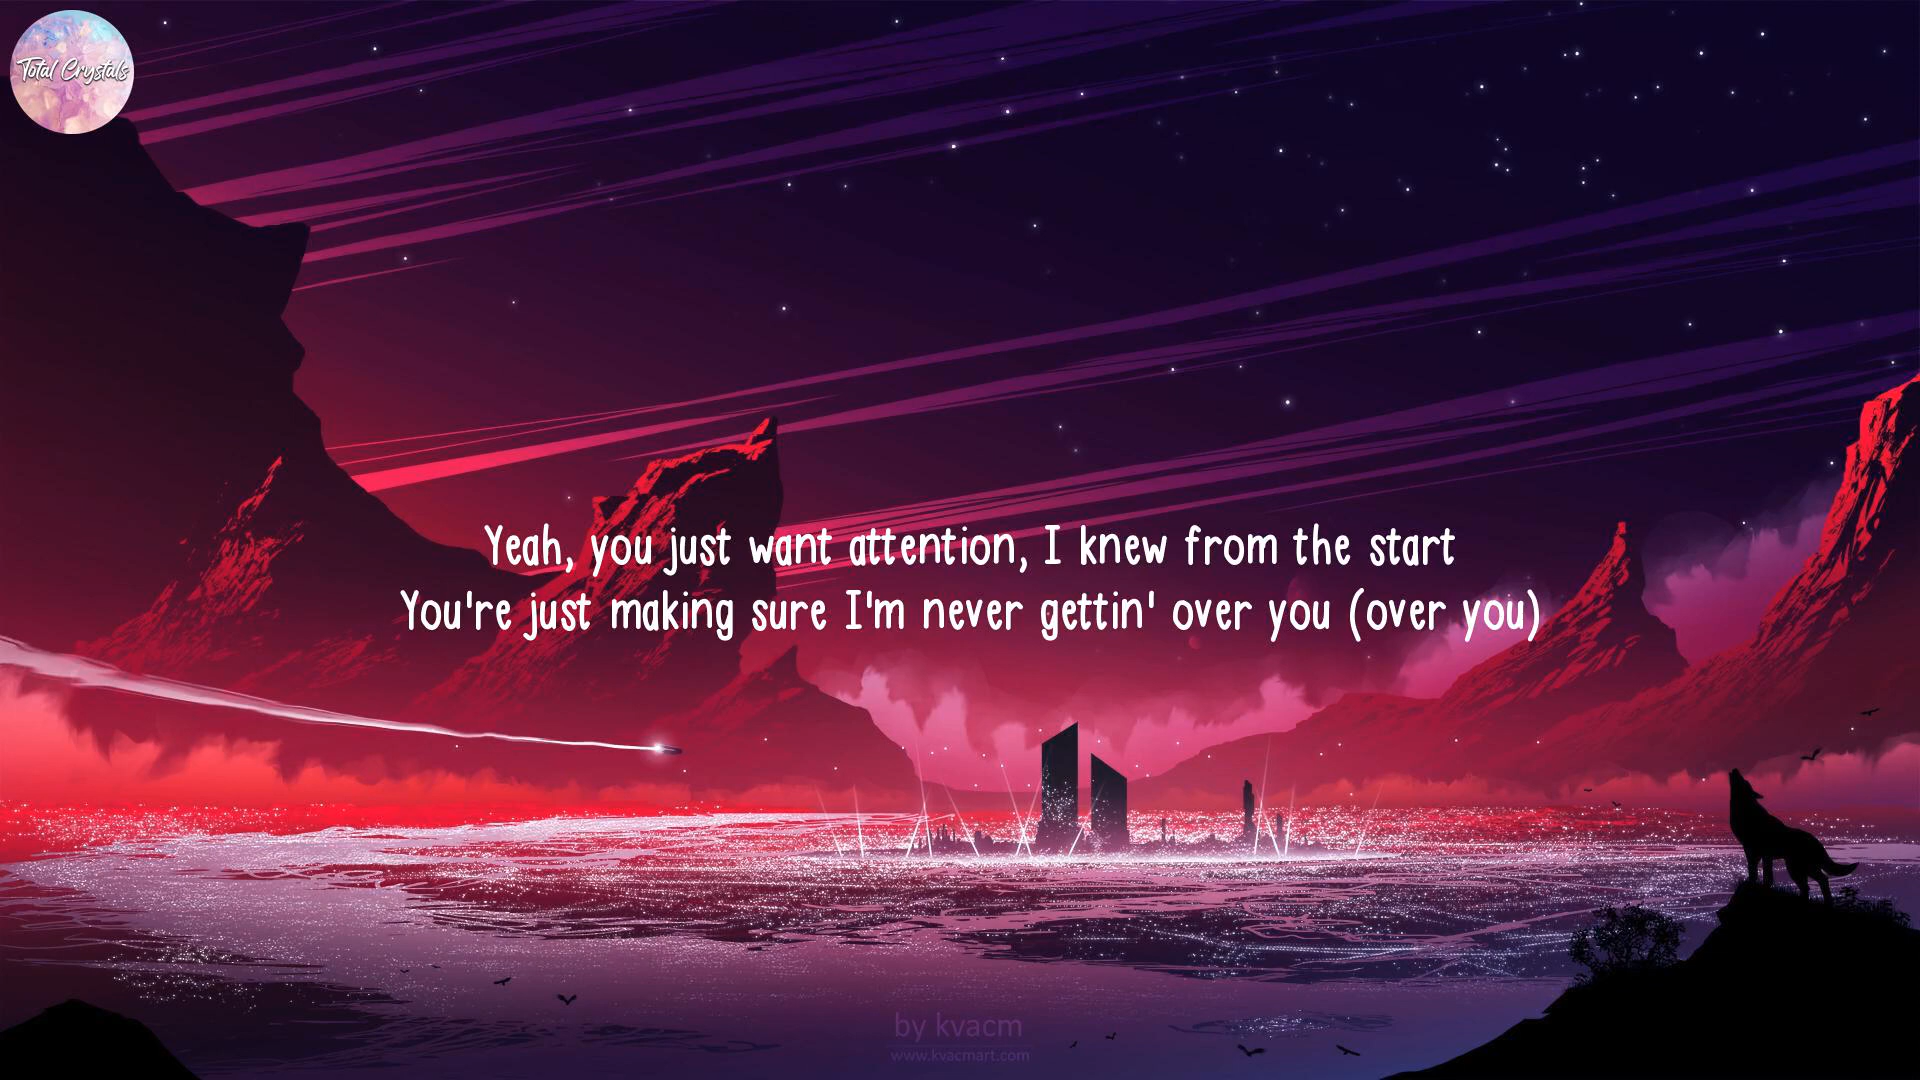 Total Crystals
Yeah, you just want attention, I knew from the start
You're just making sure I'm never gettin' over you (over you)
by kvacm
www.kvacmart.com